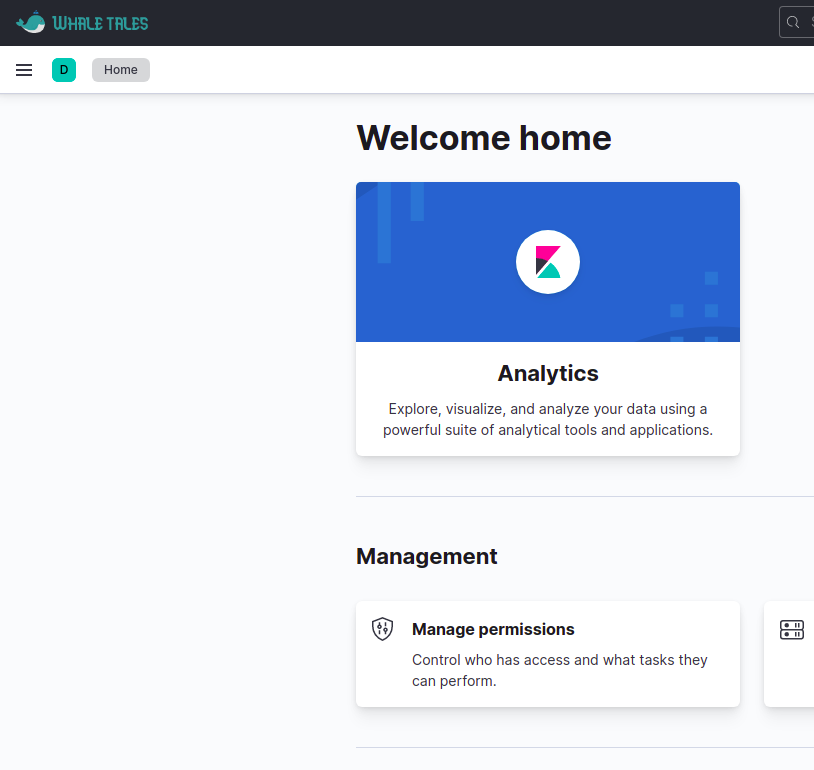 WHALE TALES
D
Home
Welcome home
Analytics
Explore, visualize, and analyze your data using a
powerful suite of analytical tools and applications.
Management
Manage permissions
Control who has access and what tasks they
can perform.